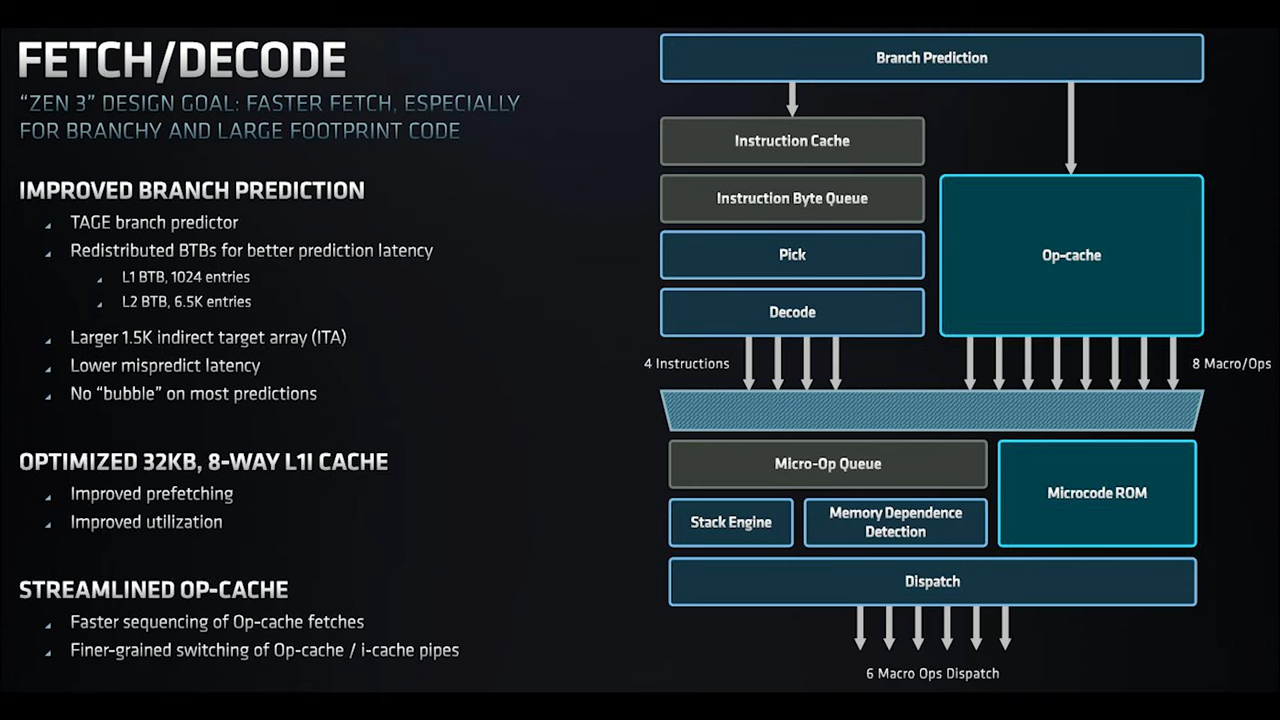 FETCH/DECODE
“ZEN 3” DESIGN GOAL: FASTER FETCH, ESPECIALLY
FOR BRANCHY AND LARGE FOOTPRINT CODE
IMPROVED BRANCH PREDICTION
TAGE branch predictor
Redistributed BTBs for better prediction latency
L1 BTB, 1024 entries
L2 BTB, 6.5K entries
Larger 1.5K indirect target array (ITA)
Lower mispredict latency
No “bubble” on most predictions
OPTIMIZED 32KB, 8-WAY L1I CACHE
Improved prefetching
Improved utilization
STREAMLINED OP-CACHE
Faster sequencing of Op-cache fetches
Finer-grained switching of Op-cache / i-cache pipes
Branch Prediction
Instruction Cache
Instruction Byte Queue
Pick
Decode
Op-cache
4 Instructions
8 Macro/Ops
Micro-Op Queue
Stack Engine
Memory Dependence
Detection
Microcode ROM
Dispatch
6 Macro Ops Dispatch